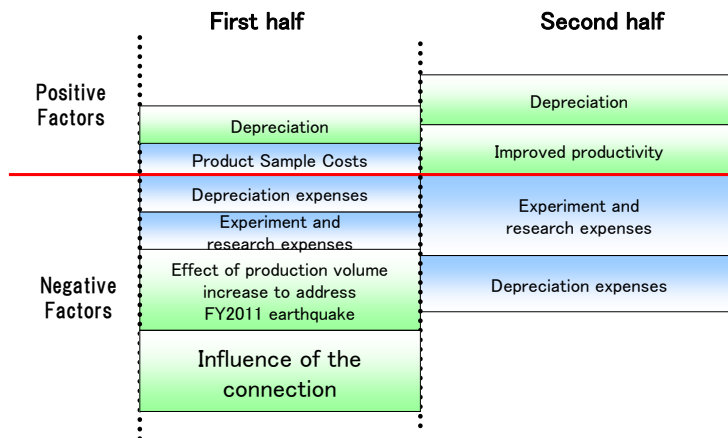 First half
Second half
Positive
Factors
Depreciation
Product Sample Costs
Depreciation
Improved productivity
Negative
Factors
Depreciation expenses
Experiment and
research expenses
Effect of production volume
increase to address
FY2011 earthquake
Influence of the
connection
Experiment and
research expenses
Depreciation expenses